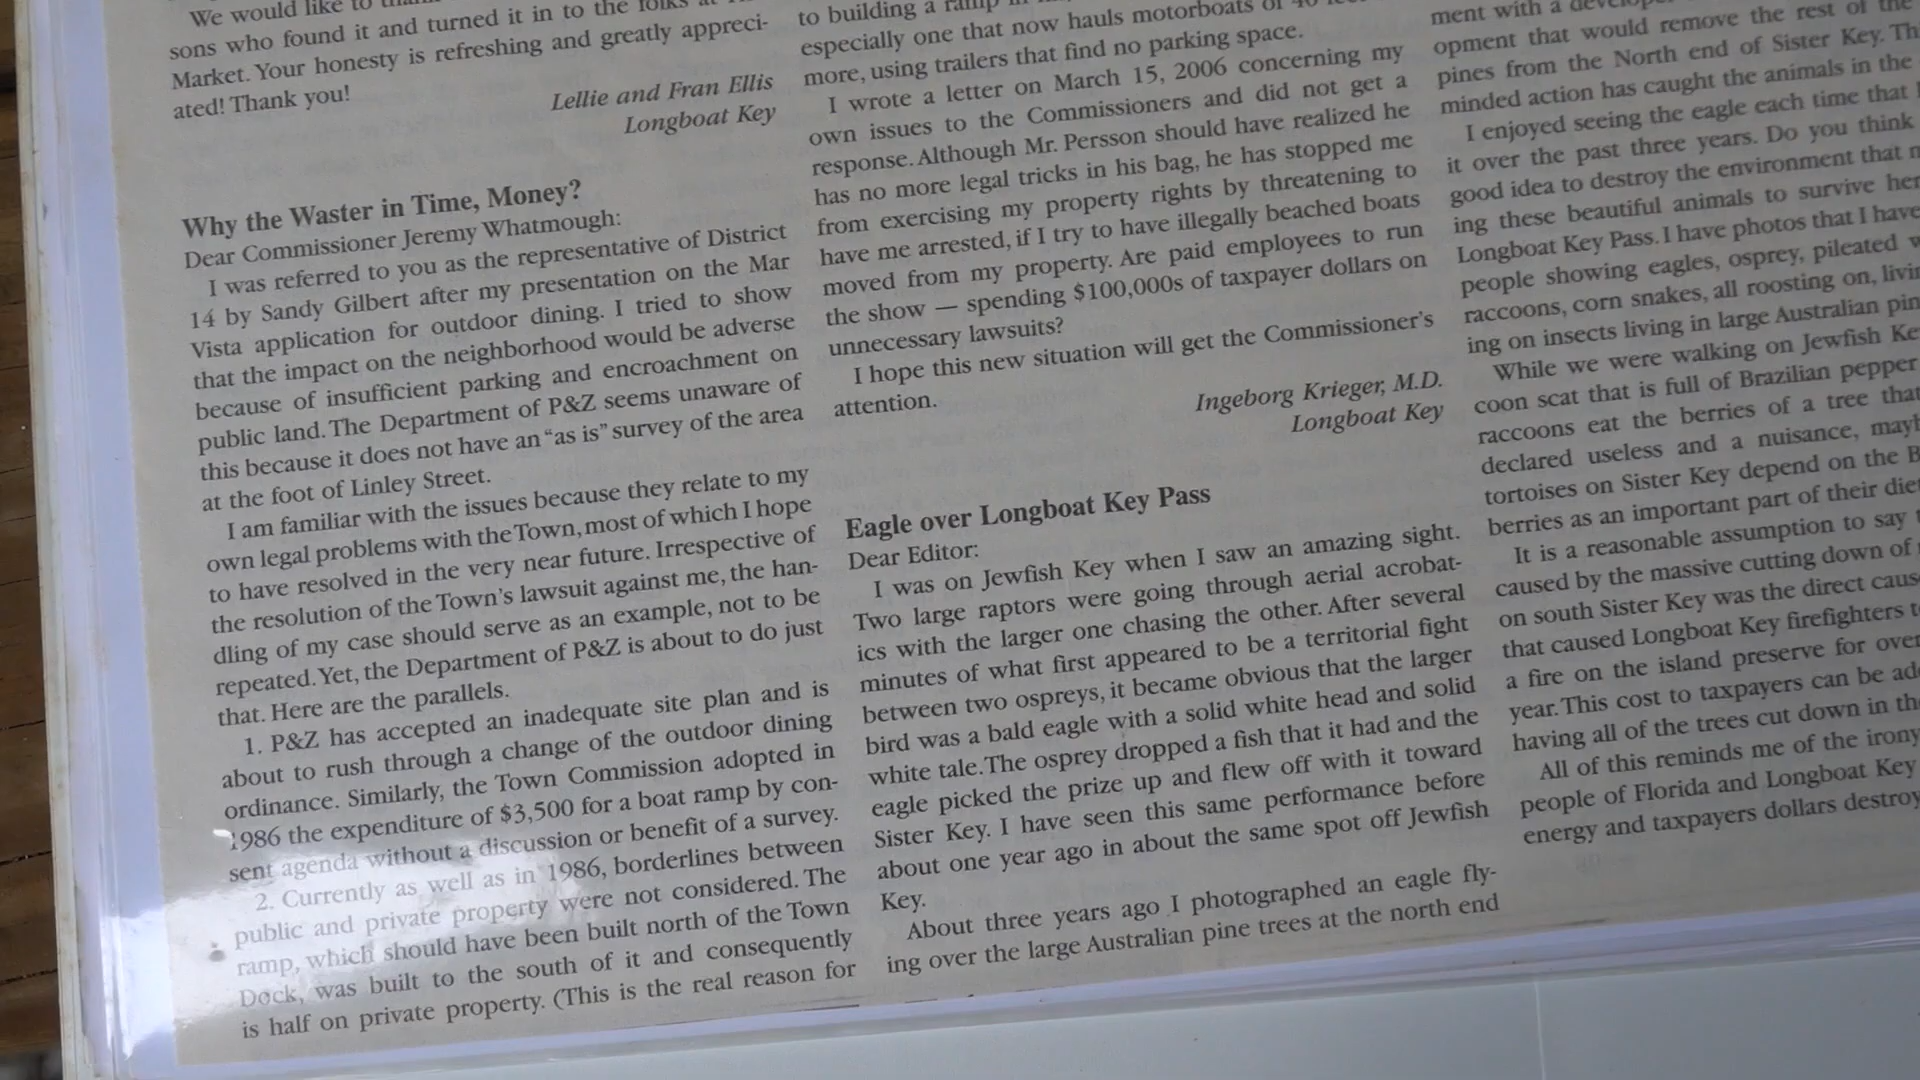 We would like to
sons who found it and turned it in to the folks at
Market. Your honesty is refreshing and greatly appreci-
ated! Thank you!
Lellie and Fran Ellis
Longboat Key
Why the Waster in Time, Money?
Dear Commissioner Jeremy Whatmough:
I was referred to you as the representative of District
14 by Sandy Gilbert after my presentation on the Mar
Vista application for outdoor dining. I tried to show
that the impact on the neighborhood would be adverse
because of insufficient parking and encroachment on
public land. The Department of P&Z seems unaware of
this because it does not have an “as is” survey of the area
at the foot of Linley Street.
I am familiar with the issues because they relate to my
own legal problems with the Town, most of which I hope
to have resolved in the very near future. Irrespective of
the resolution of the Town’s lawsuit against me, the han-
dling of my case should serve as an example, not to be
repeated. Yet, the Department of P&Z is about to do just
that. Here are the parallels.
1. P&Z has accepted an inadequate site plan and is
about to rush through a change of the outdoor dining
ordinance. Similarly, the Town Commission adopted in
1986 the expenditure of $3,500 for a boat ramp by con-
sent agenda without a discussion or benefit of a survey.
2. Currently as well as in 1986, borderlines between
public and private property were not considered. The
ramp, which should have been built north of the Town
Dock, was built to the south of it and consequently
is half on private property. (This is the real reason for
to building a ramp in
especially one that now hauls motorboats of 40
more, using trailers that find no parking space.
I wrote a letter on March 15, 2006 concerning my
own issues to the Commissioners and did not get a
response. Although Mr. Persson should have realized he
has no more legal tricks in his bag, he has stopped me
from exercising my property rights by threatening to
have me arrested, if I try to have illegally beached boats
moved from my property. Are paid employees to run
the show — spending $100,000s of taxpayer dollars on
unnecessary lawsuits?
I hope this new situation will get the Commissioner’s
attention.
Ingeborg Krieger, M.D.
Longboat Key
Eagle over Longboat Key Pass
Dear Editor:
I was on Jewfish Key when I saw an amazing sight.
Two large raptors were going through aerial acrobat-
ics with the larger one chasing the other. After several
minutes of what first appeared to be a territorial fight
between two ospreys, it became obvious that the larger
bird was a bald eagle with a solid white head and solid
white tale. The osprey dropped a fish that it had and the
eagle picked the prize up and flew off with it toward
Sister Key. I have seen this same performance before
about one year ago in about the same spot off Jewfish
Key.
About three years ago I photographed an eagle fly-
ing over the large Australian pine trees at the north end
ment with a
opment that would remove the rest of the
pines from the North end of Sister Key.
minded action has caught the animals in the
I enjoyed seeing the eagle each time that
it over the past three years. Do you think
good idea to destroy the environment that
ing these beautiful animals to survive
Longboat Key Pass. I have photos that I have
people showing eagles, osprey, pileated
raccoons, corn snakes, all roosting on,
ing on insects living in large Australian
While we were walking on Jewfish
coon scat that is full of Brazilian pepper
raccoons eat the berries of a tree that
declared useless and a nuisance,
tortoises on Sister Key depend on the
berries as an important part of their
It is a reasonable assumption to say
caused by the massive cutting down of
on south Sister Key was the direct
that caused Longboat Key firefighters
a fire on the island preserve for over
year. This cost to taxpayers can be
having all of the trees cut down in
All of this reminds me of the irony
people of Florida and Longboat Key
energy and taxpayers dollars